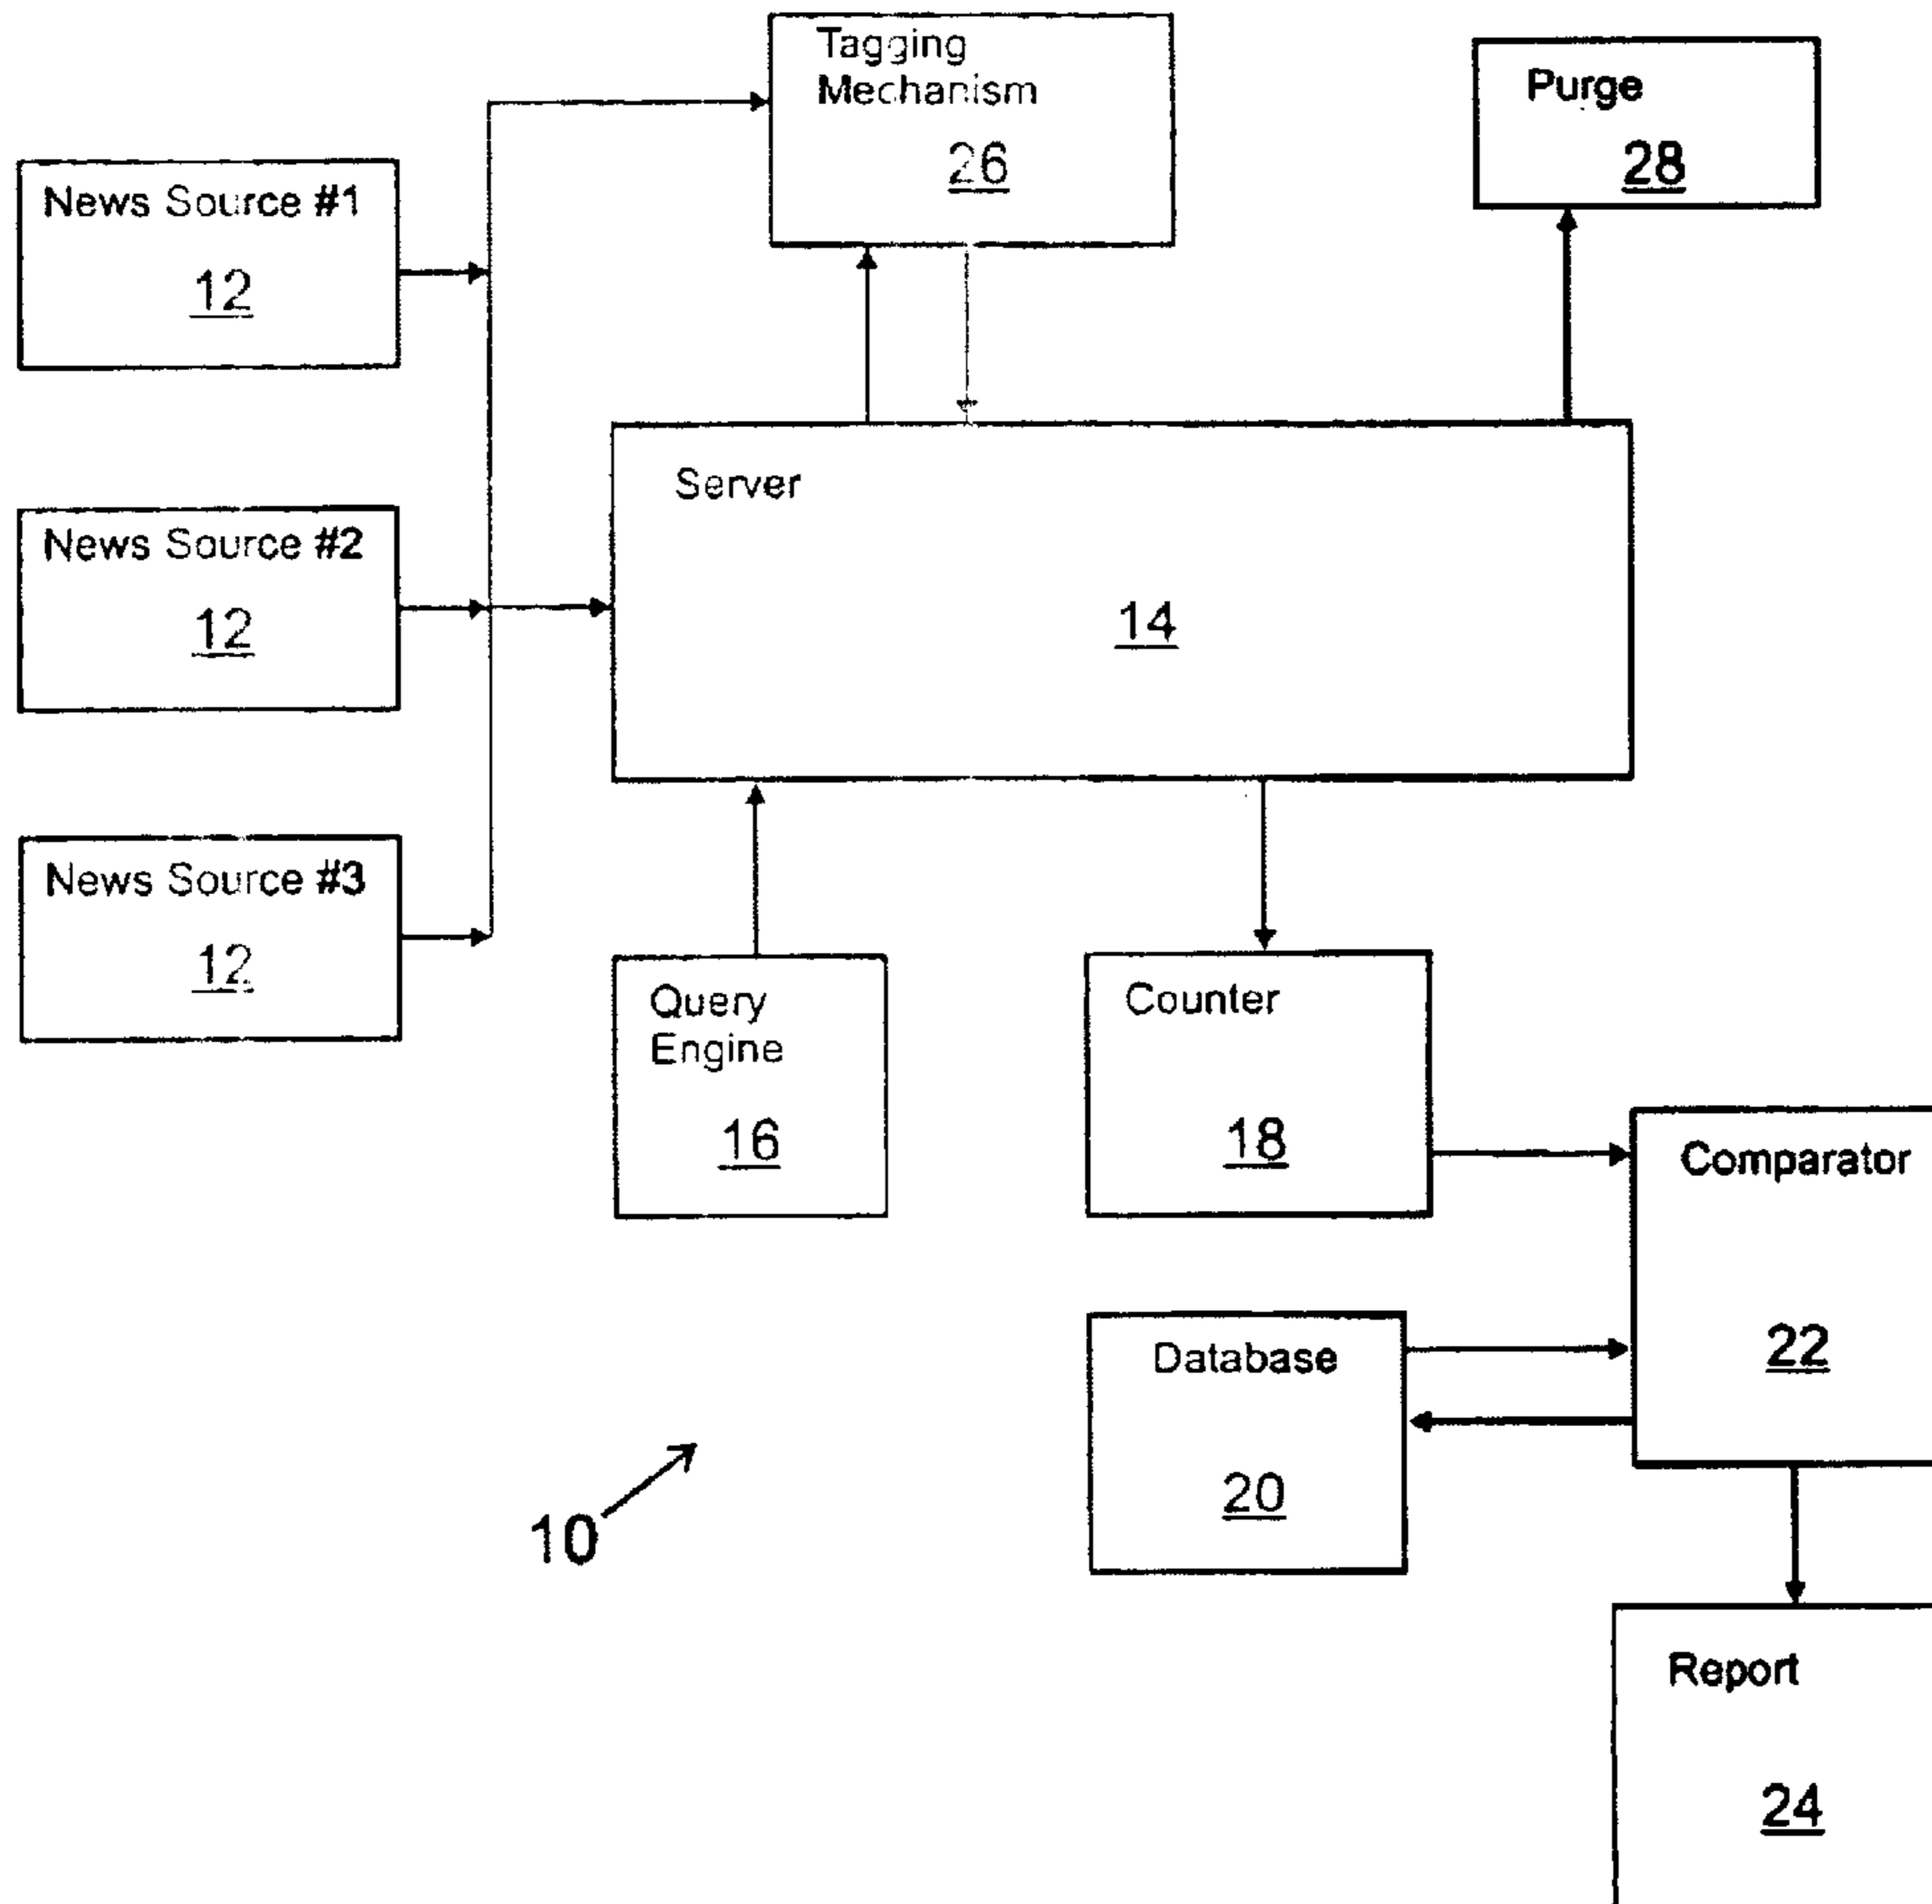 Tagging
Mechanism
26
Purge
28
News Source #1
12
Server
14
News Source #2
12
News Source #3
12
Query
Engine
16
Counter
18
Comparator
22
Database
20
10
Report
24